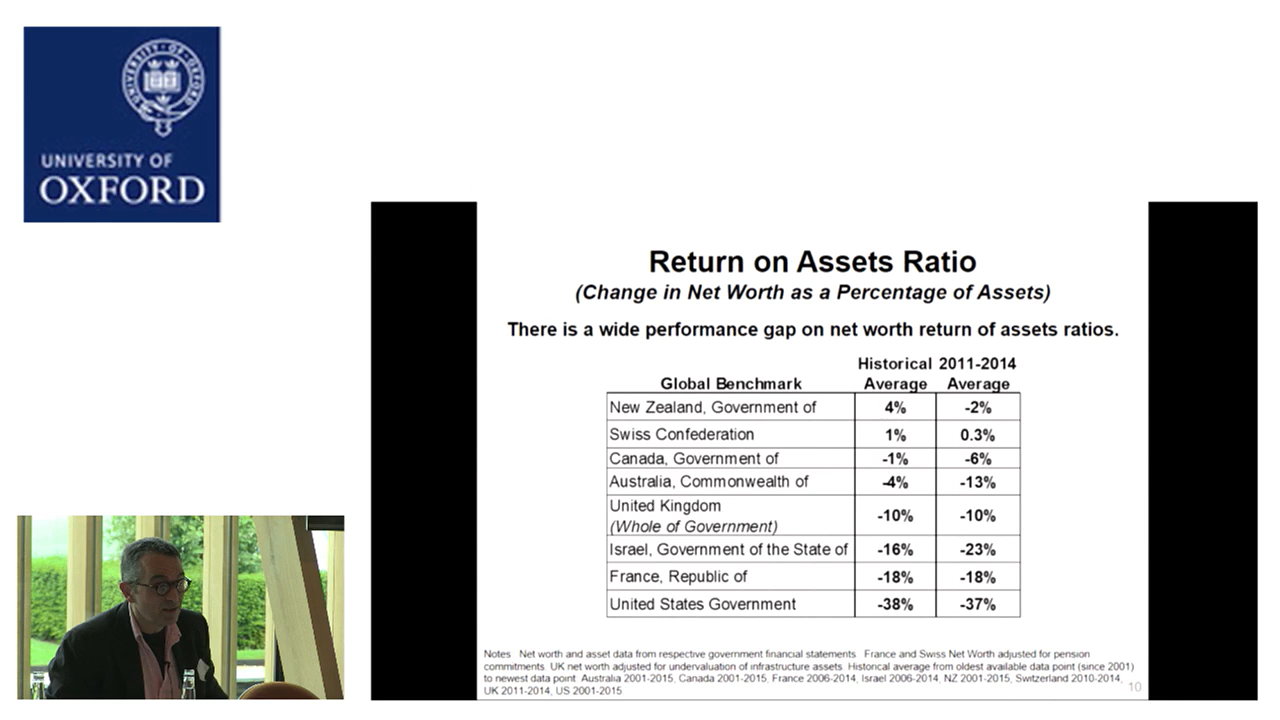 UNIVERSITY OF
OXFORD
Return on Assets Ratio
(Change in Net Worth as a Percentage of Assets)
There is a wide performance gap on net worth return of assets ratios.
Historical 2011-2014
Global Benchmark Average Average
New Zealand, Government of 4% -2%
Swiss Confederation 1% 0.3%
Canada, Government of -1% -6%
Australia, Commonwealth of -4% -13%
United Kingdom
(Whole of Government) -10% -10%
Israel, Government of the State of -16% -23%
France, Republic of -18% -18%
United States Government -38% -37%
Notes Net worth and asset data from respective government financial statements France and Swiss Net Worth adjusted for pension
commitments. UK net worth adjusted for undervaluation of infrastructure assets. Historical average from oldest available data point (since 2001)
to newest data point Australia 2001-2015, Canada 2001-2015, France 2006-2014, Israel 2006-2014, NZ 2001-2015, Switzerland 2010-2014,
UK 2011-2014, US 2001-2015
10